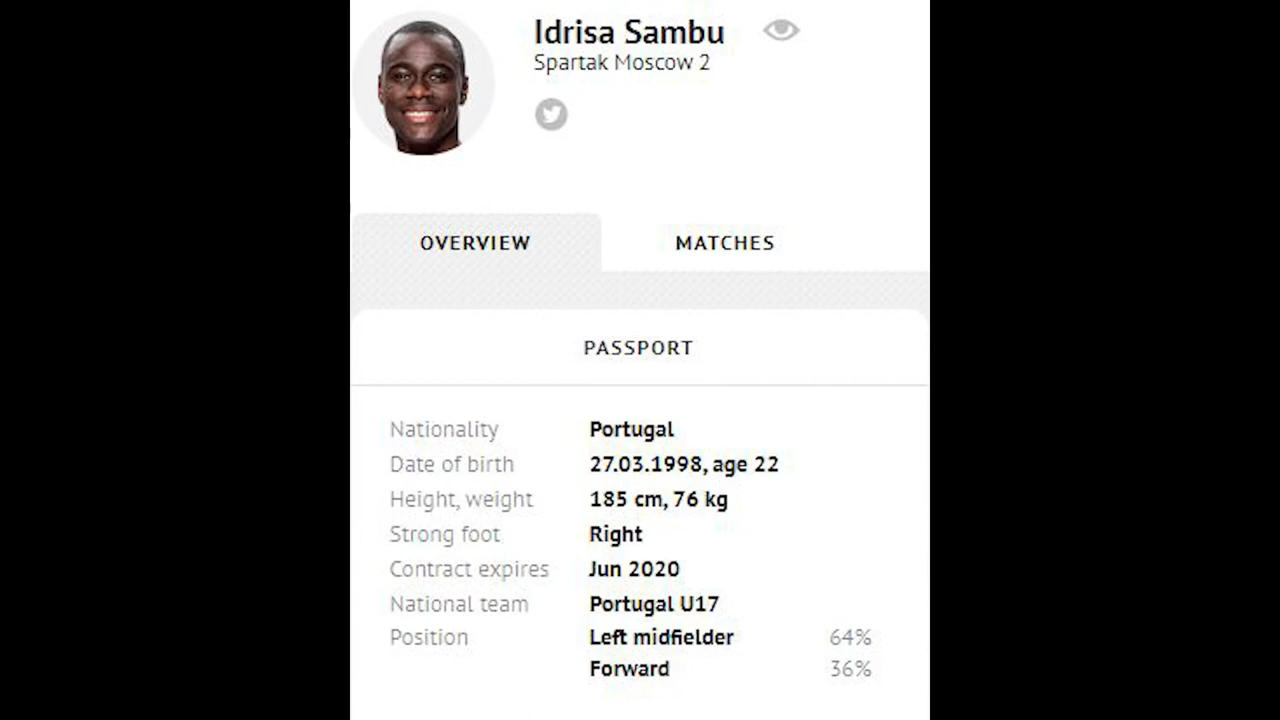 Idrisa Sambu
Spartak Moscow 2
OVERVIEW MATCHES
PASSPORT
Nationality Portugal
Date of birth 27.03.1998, age 22
Height, weight 185 cm, 76 kg
Strong foot Right
Contract expires Jun 2020
National team Portugal U17
Position Left midfielder 64%
Forward 36%